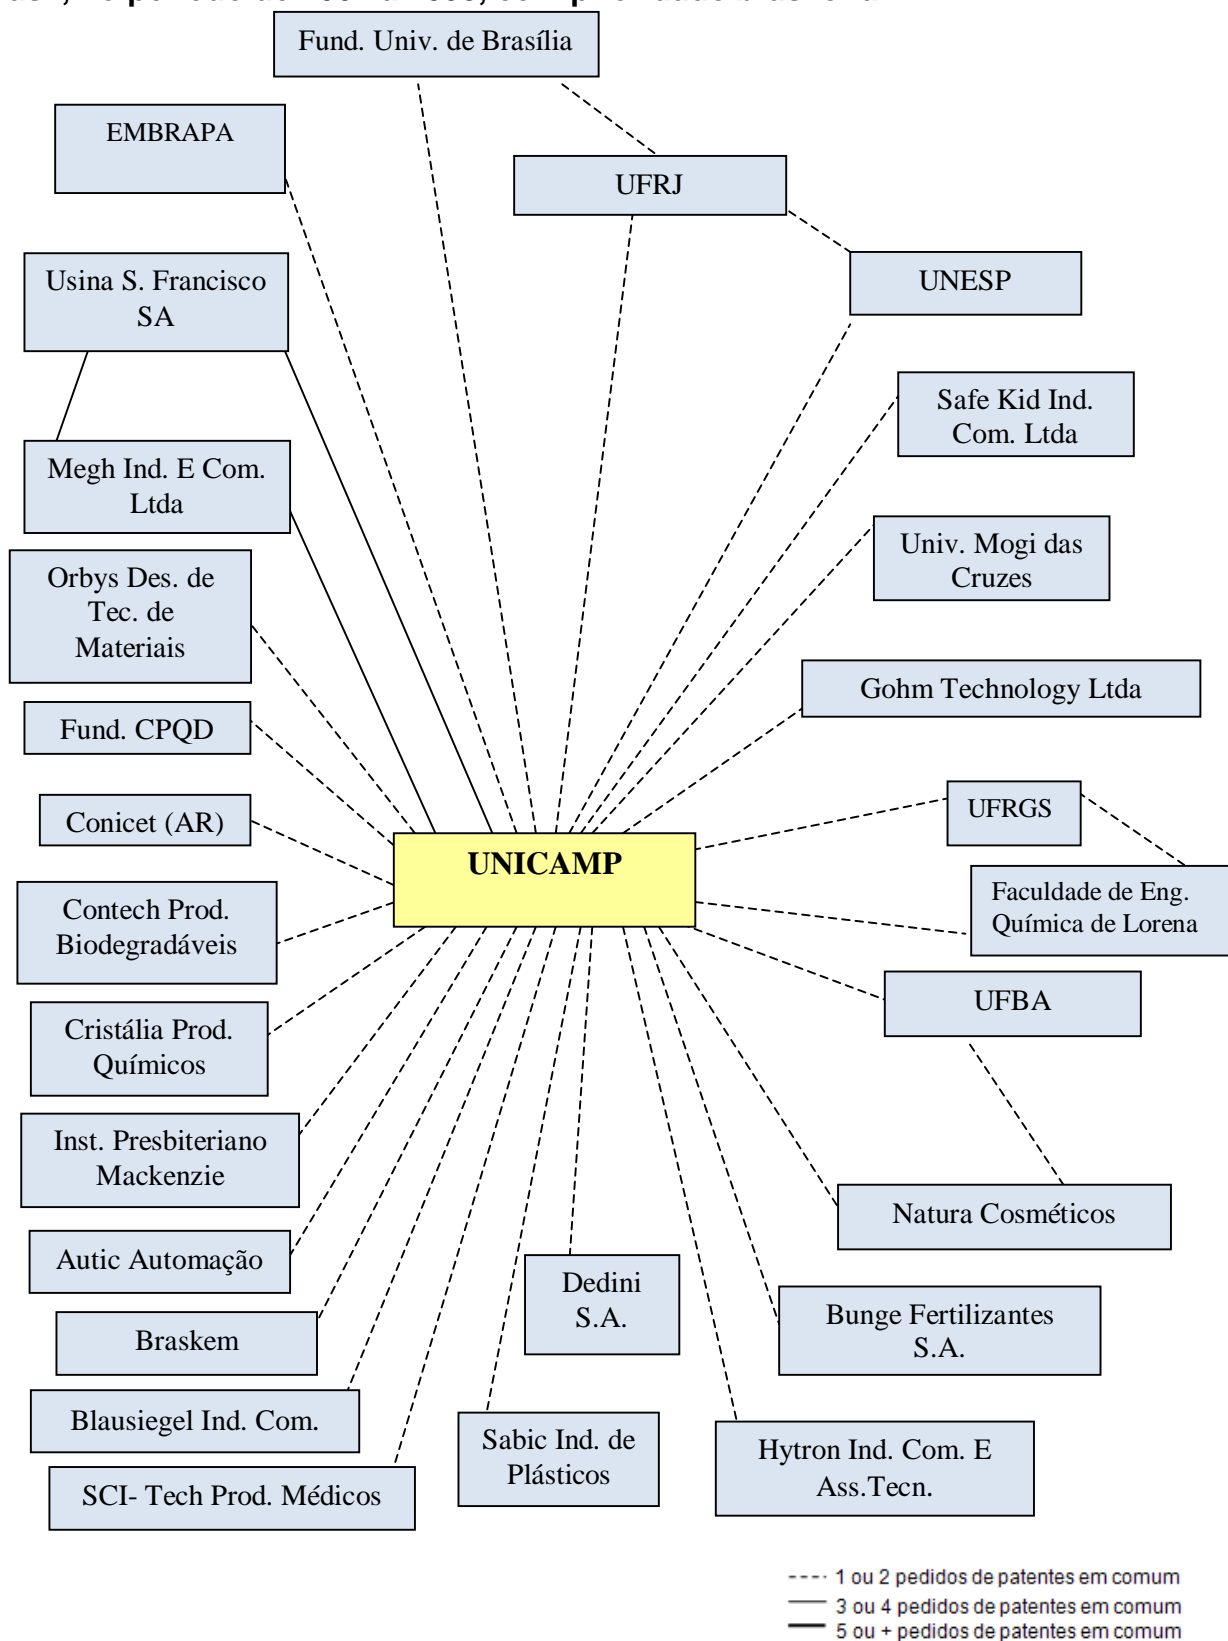 Fund. Univ. de Brasília
EMBRAPA
UFRJ
Usina S. Francisco
SA
UNESP
Safe Kid Ind.
Com. Ltda
Megh Ind. E Com.
Ltda
Univ. Mogi das
Cruzes
Orbys Des. de
Tec. de
Materiais
Gohm Technology Ltda
Fund. CPQD
Conicet (AR)
UFRGS
UNICAMP
Faculdade de Eng.
Química de Lorena
Contech Prod.
Biodegradáveis
UFBA
Cristália Prod.
Químicos
Inst. Presbiteriano
Mackenzie
Natura Cosméticos
Autic Automação
Dedini
S.A.
Bunge Fertilizantes
S.A.
Braskem
Blausiegel Ind. Com.
Sabic Ind. de
Plásticos
Hytron Ind. Com. E
Ass.Tecn.
SCI- Tech Prod. Médicos
1 ou 2 pedidos de patentes em comum
3 ou 4 pedidos de patentes em comum
5 ou + pedidos de patentes em comum